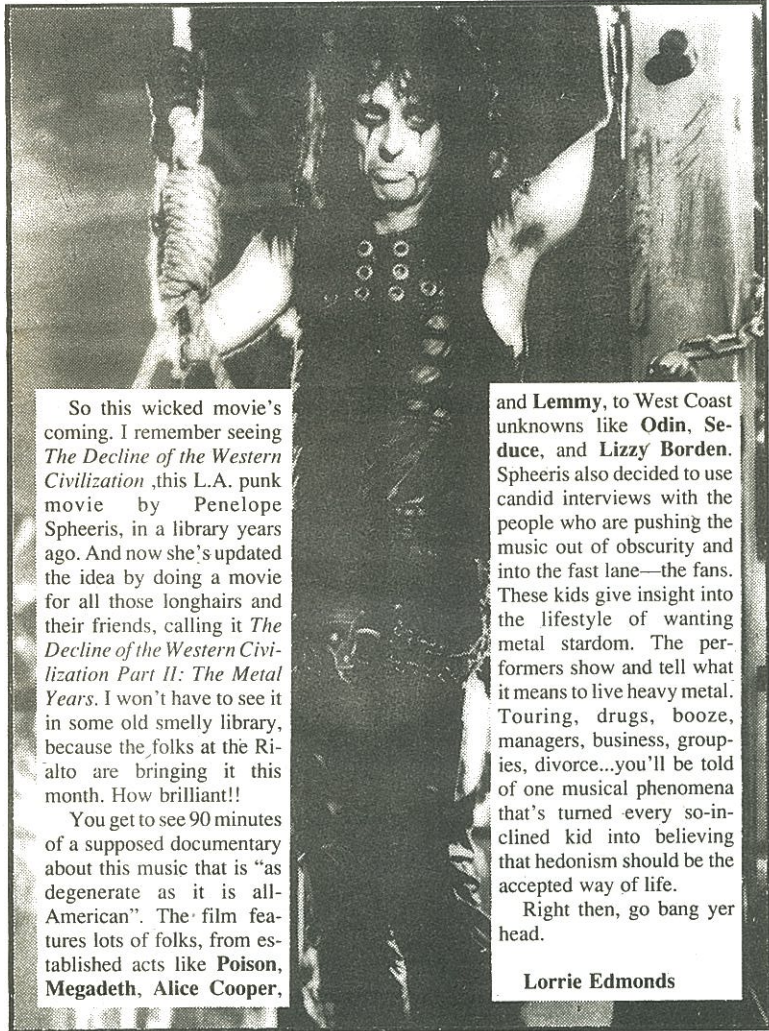 So this wicked movie's
coming. I remember seeing
The Decline of the Western
Civilization ,this L.A. punk
movie by Penelope
Spheeris, in a library years
ago. And now she's updated
the idea by doing a movie
for all those longhairs and
their friends, calling it The
Decline of the Western Civi-
lization Part II: The Metal
Years. I won't have to see it
in some old smelly library,
because the folks at the Ri-
alto are bringing it this
month. How brilliant!!
You get to see 90 minutes
of a supposed documentary
about this music that is “as
degenerate as it is all-
American”. The film fea-
tures lots of folks, from es-
tablished acts like Poison,
Megadeth, Alice Cooper,
and Lemmy, to West Coast
unknowns like Odin, Se-
duce, and Lizzy Borden.
Spheeris also decided to use
candid interviews with the
people who are pushing the
music out of obscurity and
into the fast lane—the fans.
These kids give insight into
the lifestyle of wanting
metal stardom. The per-
formers show and tell what
it means to live heavy metal.
Touring, drugs, booze,
managers, business, group-
ies, divorce...you'll be told
of one musical phenomena
that's turned every so-in-
clined kid into believing
that hedonism should be the
accepted way of life.
Right then, go bang yer
head.
Lorrie Edmonds